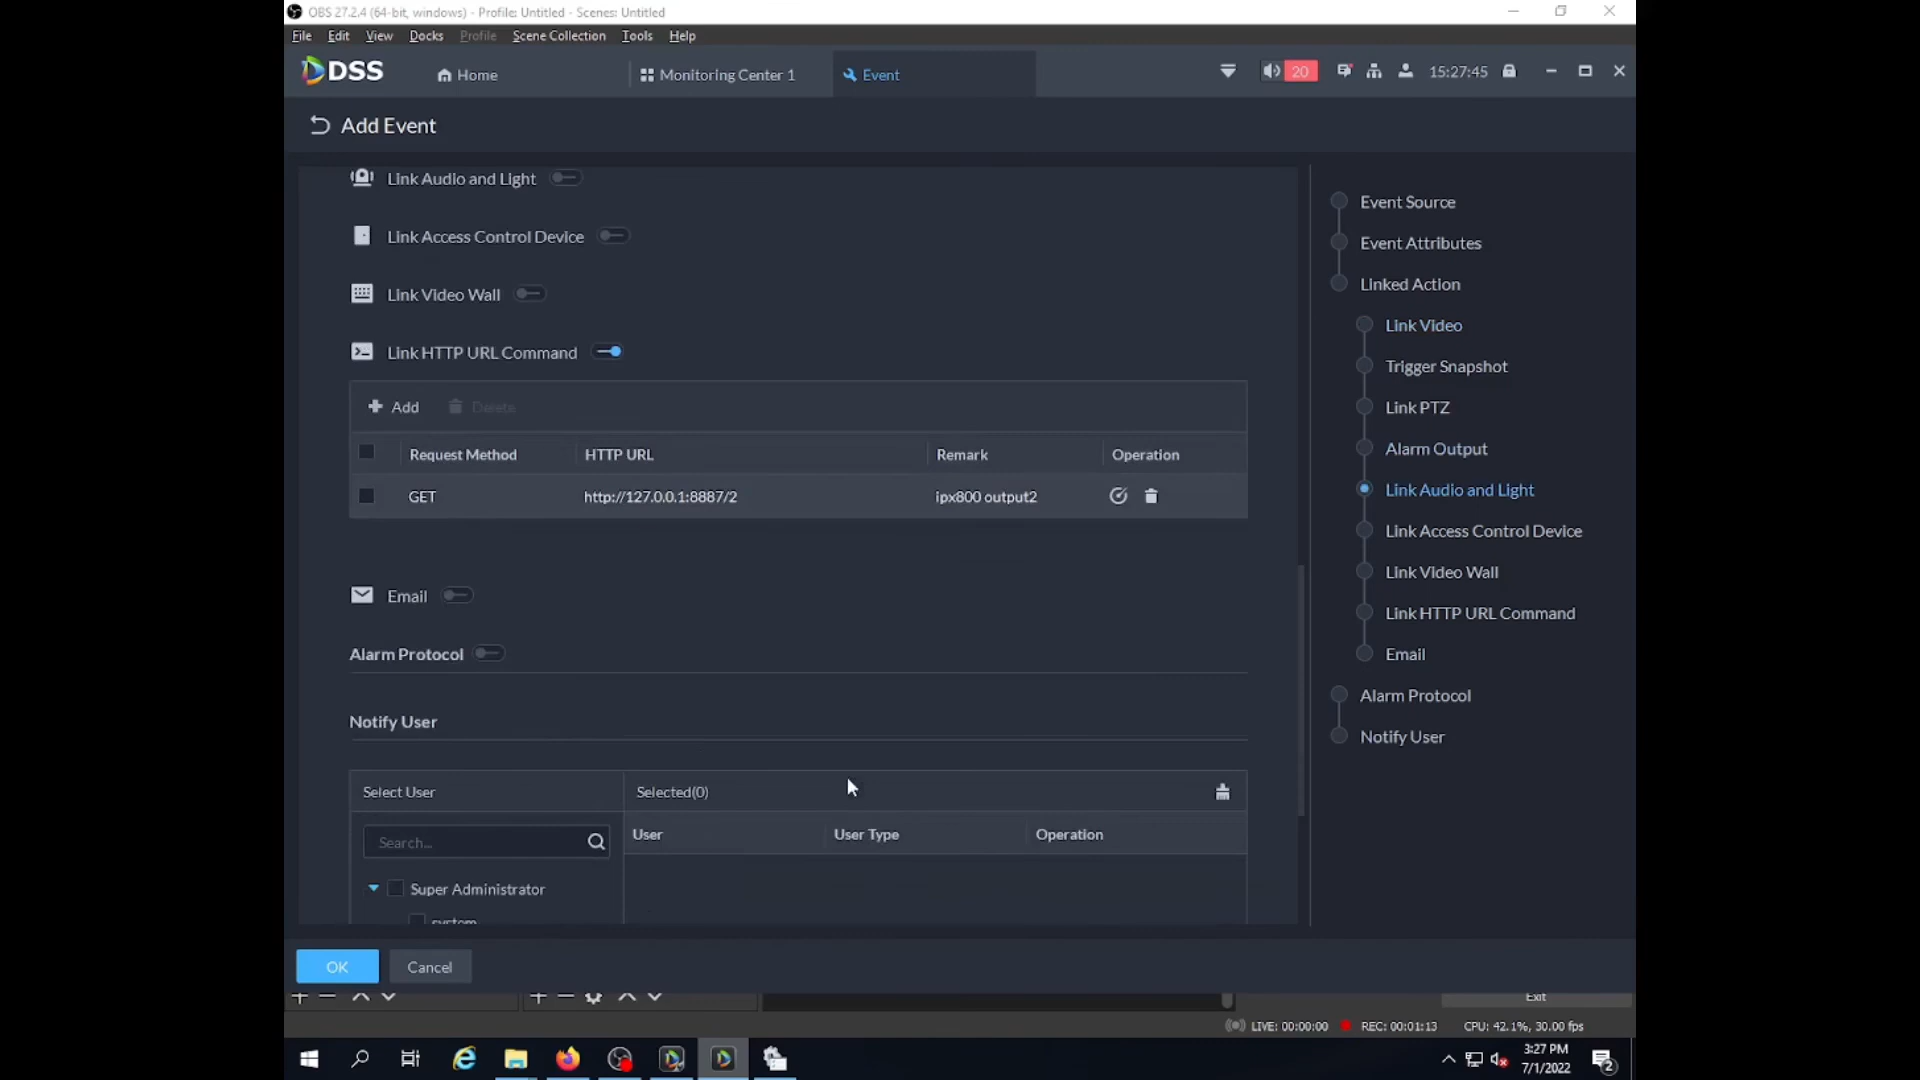 OBS 27.2.4 (64-bit, windows) - Profile: Untitled - Scenes: Untitled
File Edit View Docks Profile Scene Collection Tools Help
DSS Home Monitoring Center 1 Event 20 15:27:45
Add Event
Link Audio and Light
Link Access Control Device
Link Video Wall
Link HTTP URL Command
Add Delete
Request Method HTTP URL Remark Operation
GET http://127.0.0.1:8887/2 ipx800 output2
Email
Alarm Protocol
Notify User
Select User Selected(0)
Search... User User Type Operation
Super Administrator
system
Event Source
Event Attributes
Linked Action
Link Video
Trigger Snapshot
Link PTZ
Alarm Output
Link Audio and Light
Link Access Control Device
Link Video Wall
Link HTTP URL Command
Email
Alarm Protocol
Notify User
OK Cancel
Exit
LIVE: 00:00:00 REC: 00:01:13 CPU: 42.1%, 30.00 fps
3:27 PM
7/1/2022
2